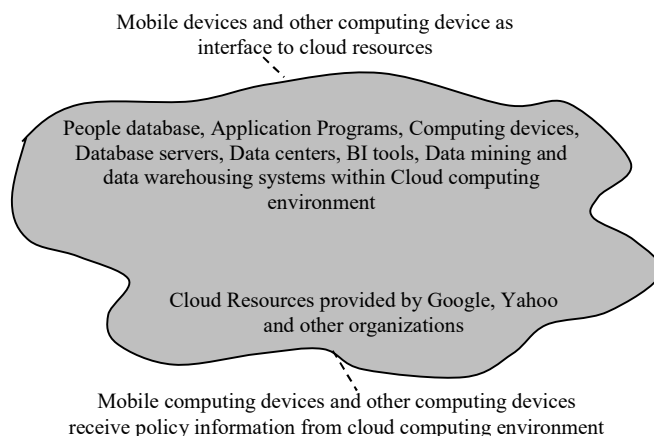 Mobile devices and other computing device as
interface to cloud resources
People database, Application Programs, Computing devices,
Database servers, Data centers, BI tools, Data mining and
data warehousing systems within Cloud computing
environment
Cloud Resources provided by Google, Yahoo
and other organizations
Mobile computing devices and other computing devices
receive policy information from cloud computing environment